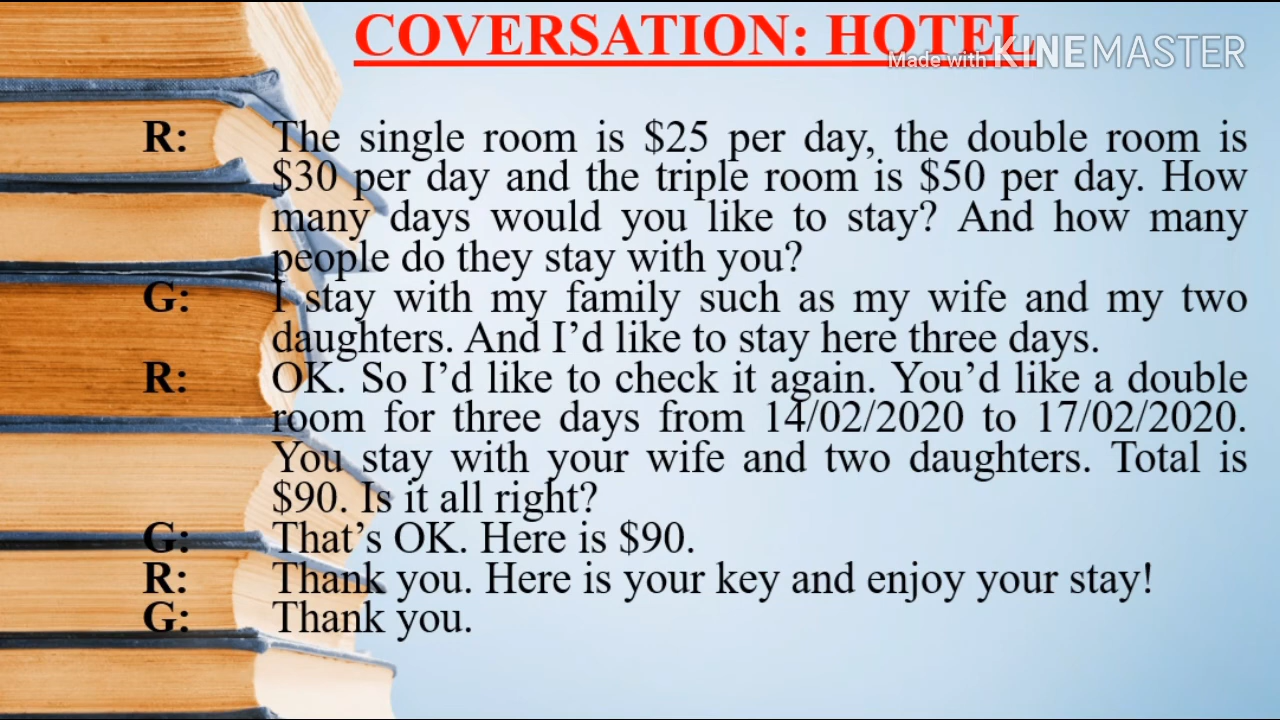 COVERSATION: HOTEL
Made with KINEMASTER
R: The single room is $25 per day, the double room is
$30 per day and the triple room is $50 per day. How
many days would you like to stay? And how many
people do they stay with you?
G: I stay with my family such as my wife and my two
daughters. And I’d like to stay here three days.
R: OK. So I’d like to check it again. You’d like a double
room for three days from 14/02/2020 to 17/02/2020.
You stay with your wife and two daughters. Total is
$90. Is it all right?
G: That’s OK. Here is $90.
R: Thank you. Here is your key and enjoy your stay!
G: Thank you.